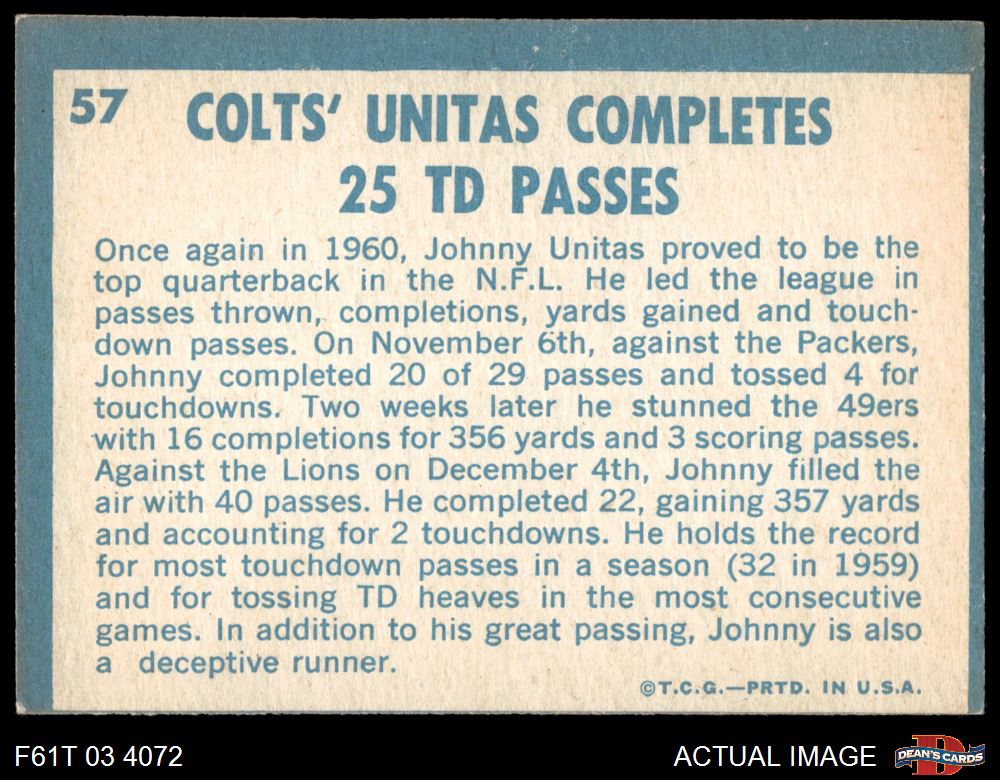 57
COLTS' UNITAS COMPLETES
25 TD PASSES
Once again in 1960, Johnny Unitas proved to be the
top quarterback in the N.F.L. He led the league in
passes thrown, completions, yards gained and touch-
down passes. On November 6th, against the Packers,
Johnny completed 20 of 29 passes and tossed 4 for
touchdowns. Two weeks later he stunned the 49ers
with 16 completions for 356 yards and 3 scoring passes.
Against the Lions on December 4th, Johnny filled the
air with 40 passes. He completed 22, gaining 357 yards
and accounting for 2 touchdowns. He holds the record
for most touchdown passes in a season (32 in 1959)
and for tossing TD heaves in the most consecutive
games. In addition to his great passing, Johnny is also
a deceptive runner.
©T.C.G.—PRTD. IN U.S.A.
F61T 03 4072
ACTUAL IMAGE
D
DEAN'S CARDS